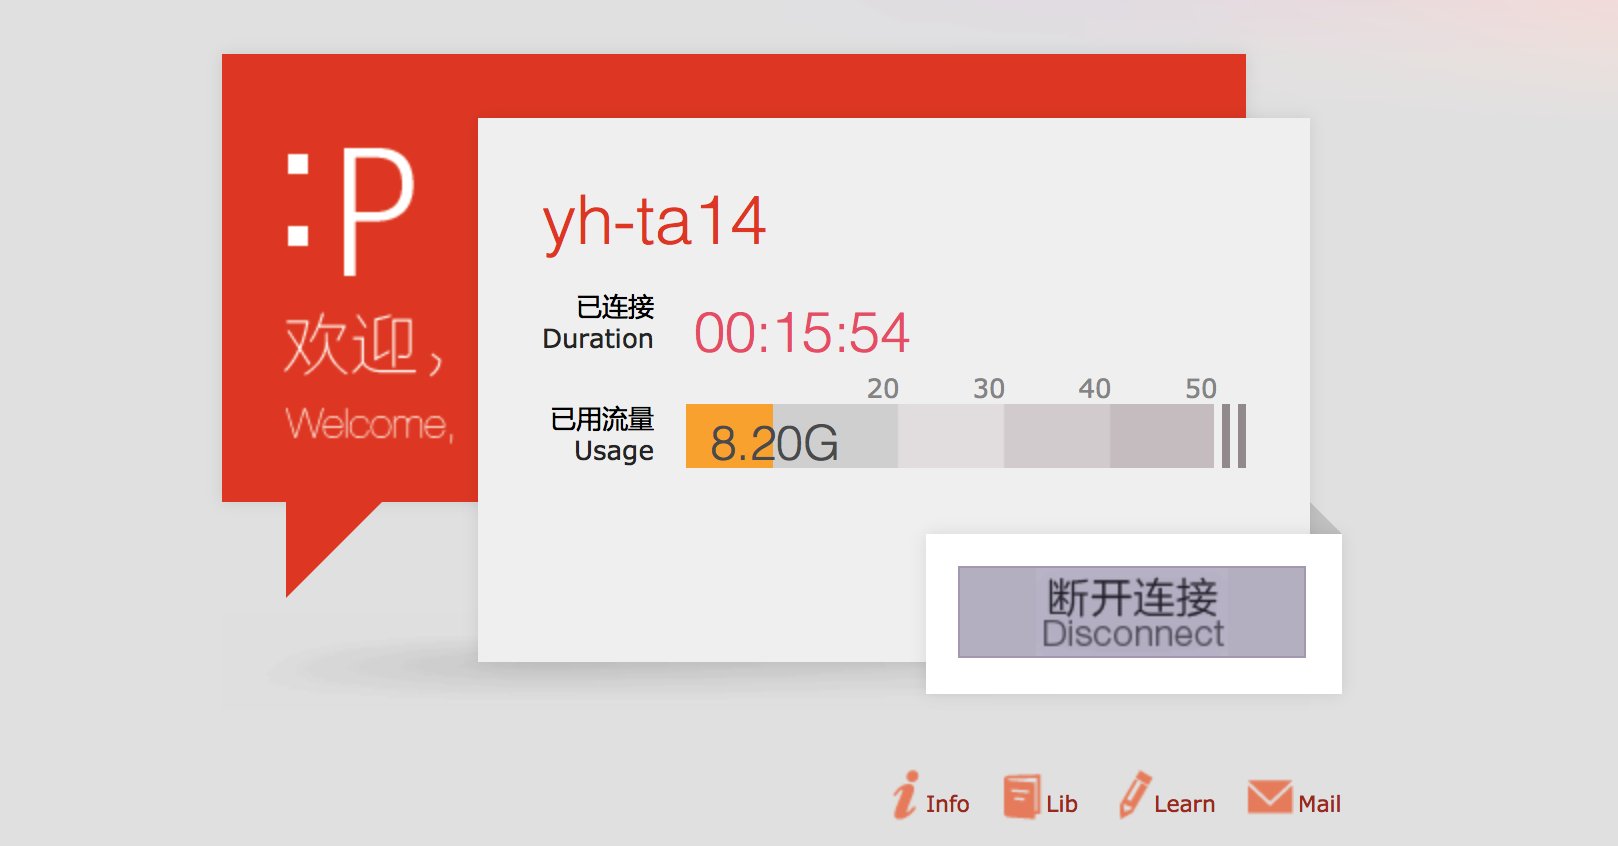 :P
欢迎，
Welcome,
yh-ta14
已连接
Duration
00:15:54
20 30 40 50
已用流量
Usage
8.20G
断开连接
Disconnect
Info Lib Learn Mail